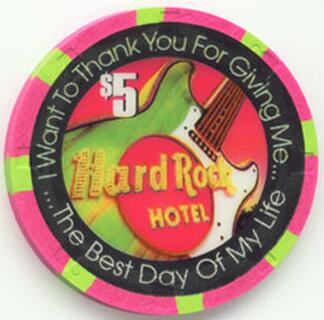 ...I Want To Thank You For Giving Me...
$5
Hard Rock
HOTEL
...The Best Day Of My Life